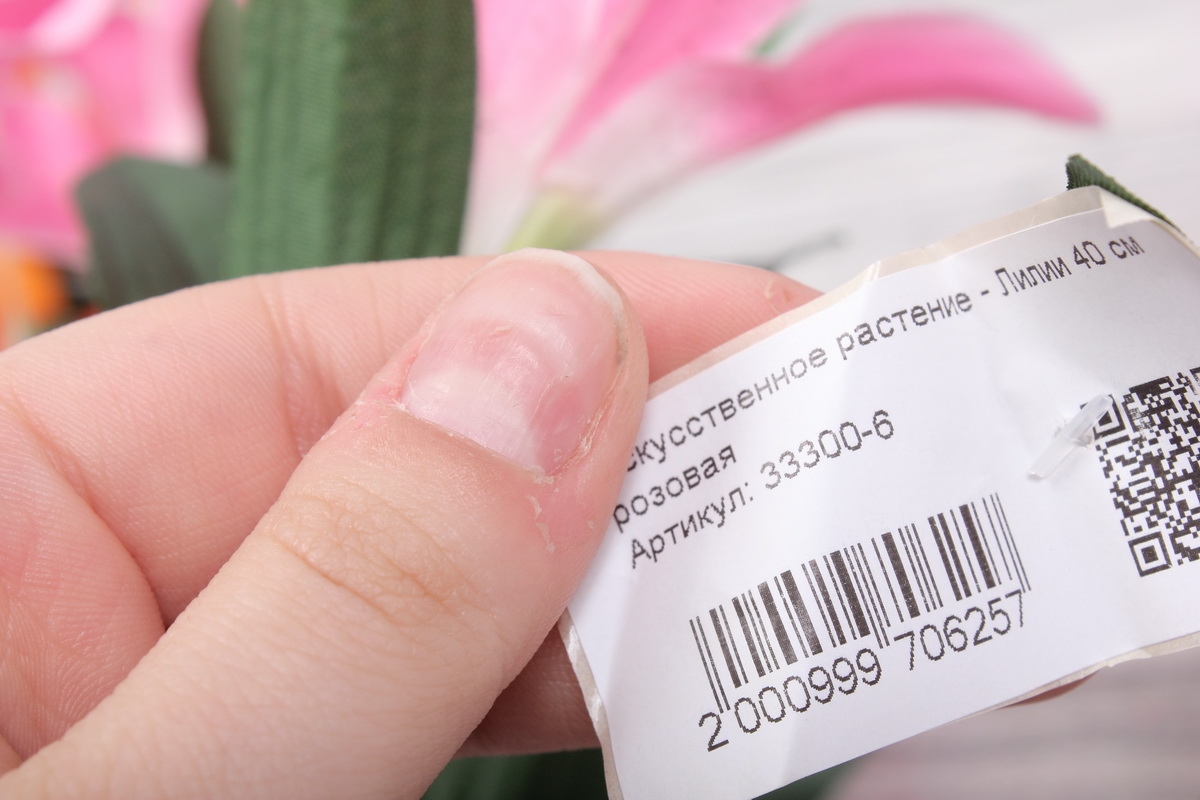 скусственное растение - Лилии 40 см
розовая
Артикул: 33300-6
2 000999 706257